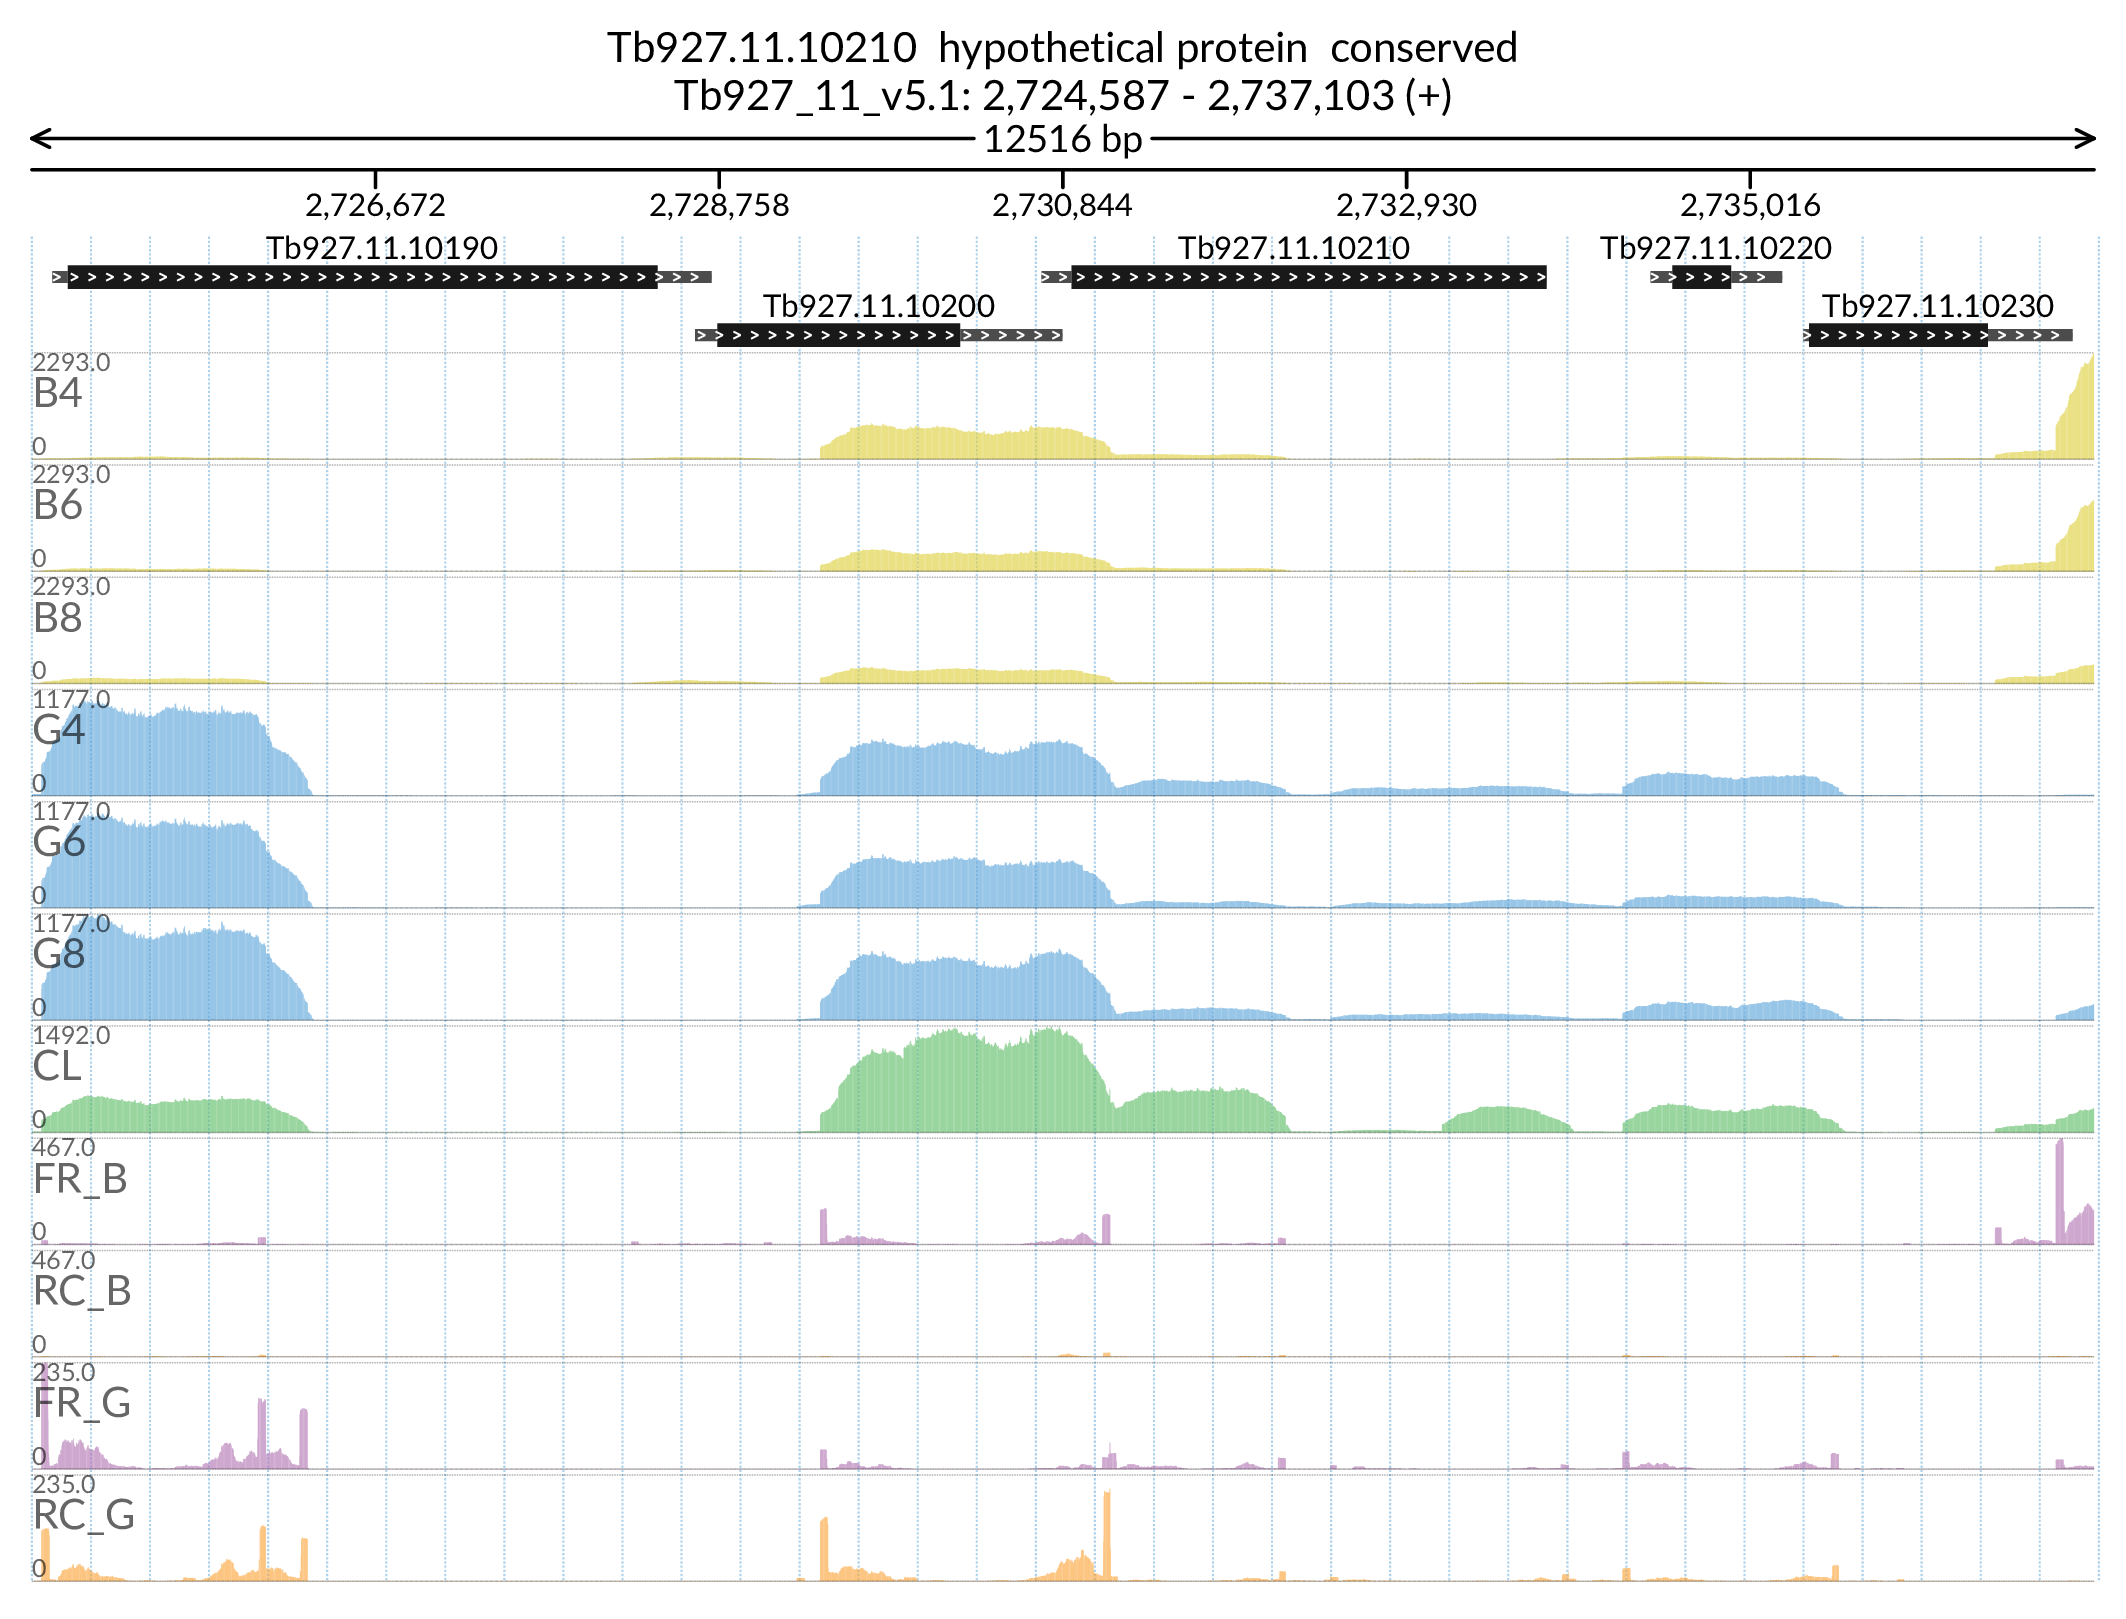 Tb927.11.10210 hypothetical protein conserved
Tb927_11_v5.1: 2,724,587 - 2,737,103 (+)
12516 bp
2,726,672 2,728,758 2,730,844 2,732,930 2,735,016
Tb927.11.10190 Tb927.11.10210 Tb927.11.10220
Tb927.11.10200 Tb927.11.10230
2293.0
B4
0
2293.0
B6
0
2293.0
B8
0
1177.0
G4
0
1177.0
G6
0
1177.0
G8
0
1492.0
CL
0
467.0
FR_B
0
467.0
RC_B
0
235.0
FR_G
0
235.0
RC_G
0